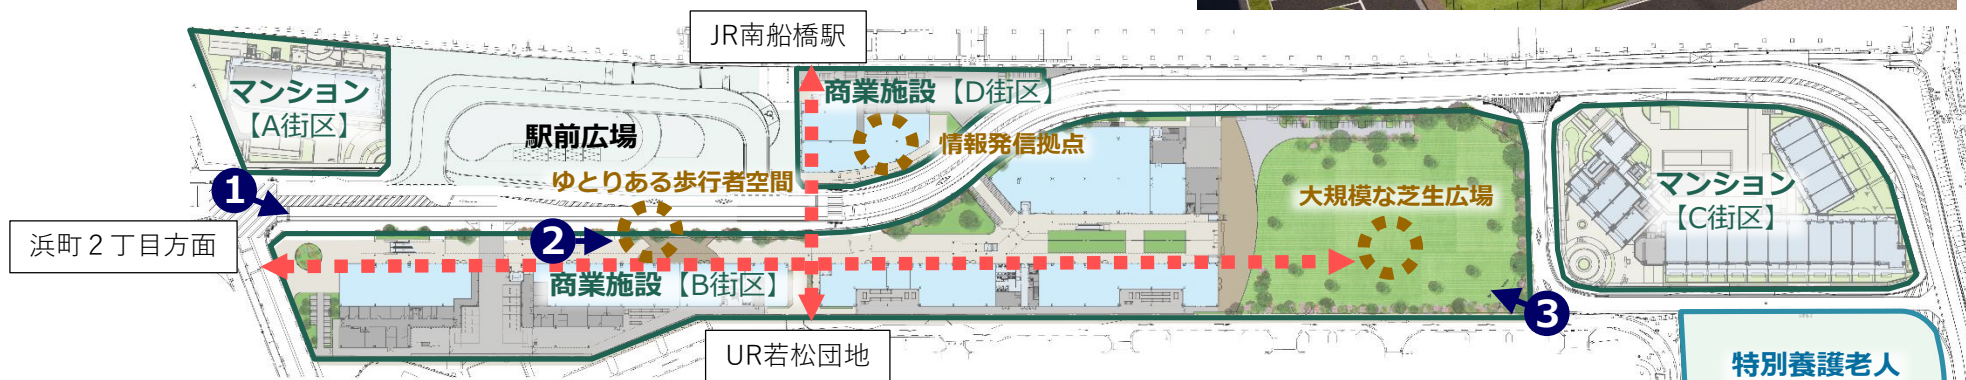 JR南船橋駅
マンション
【A街区】
駅前広場
商業施設【D街区】
情報発信拠点
ゆとりある歩行者空間
大規模な芝生広場
マンション
【C街区】
1
2
浜町２丁目方面
商業施設【B街区】
3
UR若松団地
特別養護老人